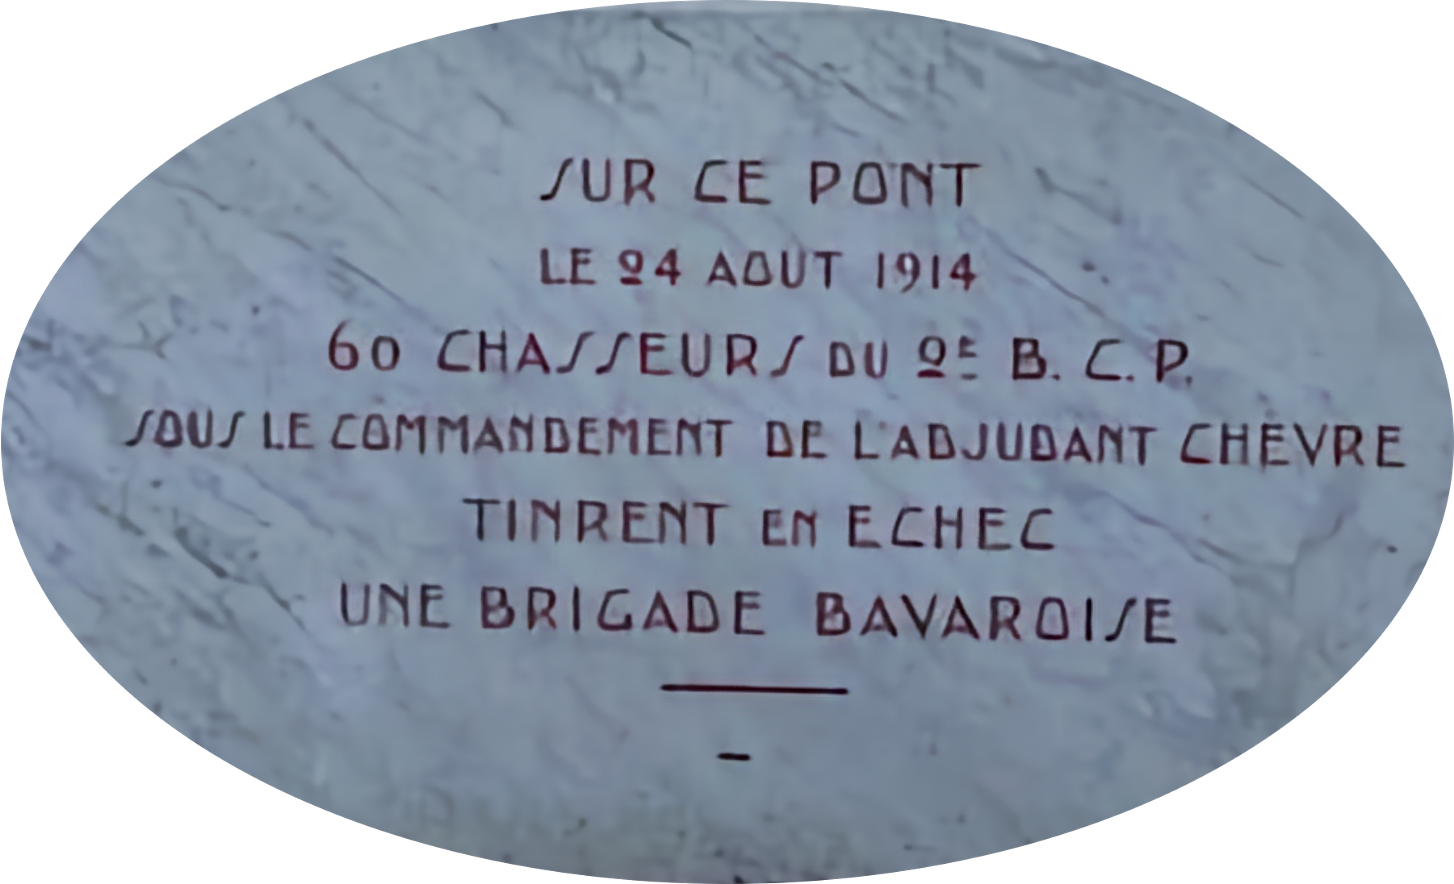 SUR CE PONT
LE 24 AOUT 1914
60 CHASSEURS DU 2E B. C. P.
SOUS LE COMMANDEMENT DE L'ADJUDANT CHÈVRE
TINRENT EN ECHEC
UNE BRIGADE BAVAROISE